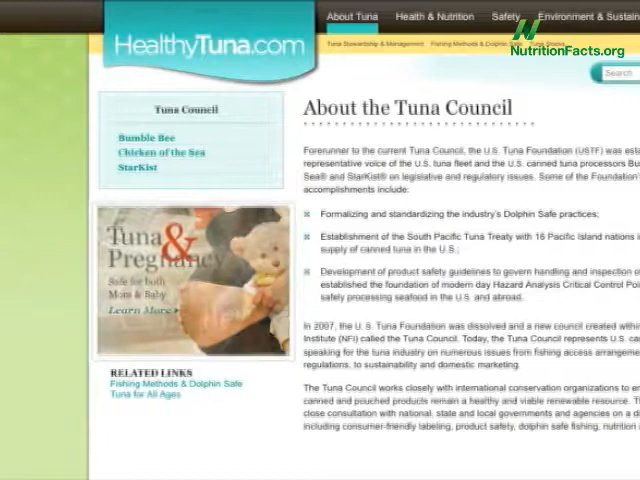 About Tuna Health & Nutrition Safety Environment &
Tuna Stewardship & Management Fishing Methods & Dolphin Safe Tuna Stocks
NutritionFacts.org
HealthyTuna.com
Search
Tuna Council
Bumble Bee
Chicken of the Sea
StarKist
Tuna & Pregnancy
Safe for both
Mom & Baby
Learn More
RELATED LINKS
Fishing Methods & Dolphin Safe
Tuna for All Ages
About the Tuna Council
Forerunner to the current Tuna Council, the U.S. Tuna Foundation (USTF) was
representative voice of the U.S. tuna fleet and the U.S. canned tuna processors
Sea® and StarKist® on legislative and regulatory issues. Some of the Foundation'
accomplishments include:
Formalizing and standardizing the industry's Dolphin Safe practices;
Establishment of the South Pacific Tuna Treaty with 16 Pacific Island nations
supply of canned tuna in the U.S.;
Development of product safety guidelines to govern handling and inspection
established the foundation of modern day Hazard Analysis Critical Control
safely processing seafood in the U.S. and abroad.
In 2007, the U. S. Tuna Foundation was dissolved and a new council created
Institute (NFI) called the Tuna Council. Today, the Tuna Council represents U.S.
speaking for the tuna industry on numerous issues from fishing access
regulations, to sustainability and domestic marketing.
The Tuna Council works closely with international conservation organizations to
canned and pouched products remain a healthy and viable renewable resource.
close consultation with national, state and local governments and agencies on a
including consumer-friendly labeling, product safety, dolphin safe fishing, nutrition